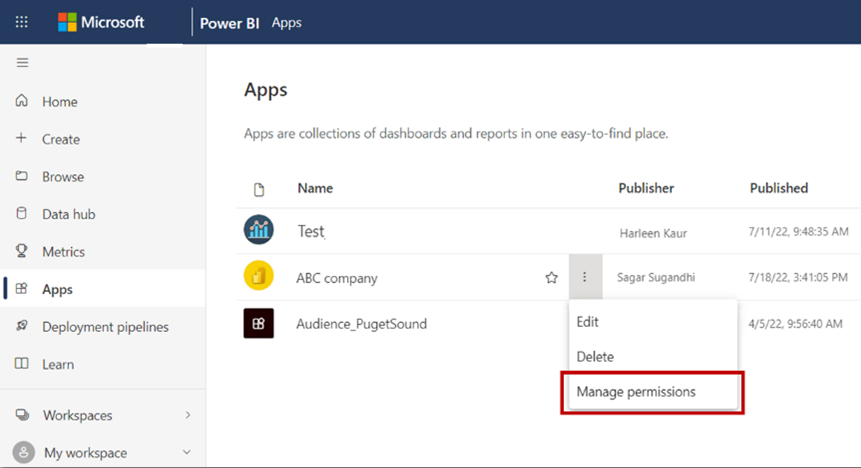 Microsoft Power BI Apps
Home
Create
Browse
Data hub
Metrics
Apps
Deployment pipelines
Learn
Workspaces
My workspace
Apps
Apps are collections of dashboards and reports in one easy-to-find place.
Name Publisher Published
Test Harleen Kaur 7/11/22, 9:48:35 AM
ABC company Sagar Sugandhi 7/18/22, 3:41:05 PM
Audience_PugetSound 4/5/22, 9:56:40 AM
Edit
Delete
Manage permissions